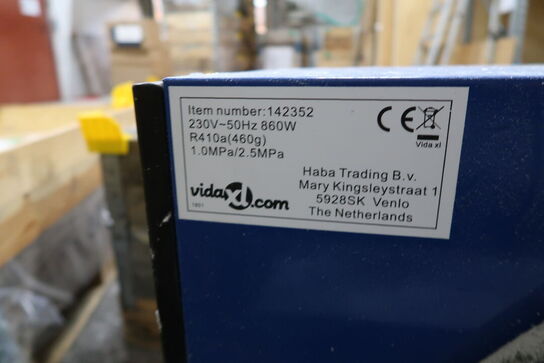 Item number:142352
230V~50Hz 860W
R410a(460g)
1.0MPa/2.5MPa
CE
Vida xl
vidaXL.com
1801
Haba Trading B.v.
Mary Kingsleystraat 1
5928SK Venlo
The Netherlands